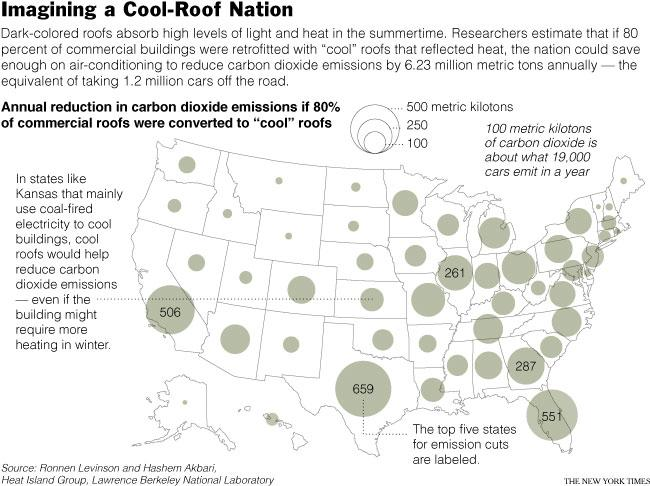 Imagining a Cool-Roof Nation
Dark-colored roofs absorb high levels of light and heat in the summertime. Researchers estimate that if 80
percent of commercial buildings were retrofitted with “cool” roofs that reflected heat, the nation could save
enough on air-conditioning to reduce carbon dioxide emissions by 6.23 million metric tons annually — the
equivalent of taking 1.2 million cars off the road.
Annual reduction in carbon dioxide emissions if 80%
of commercial roofs were converted to “cool” roofs
500 metric kilotons
250
100
100 metric kilotons
of carbon dioxide is
about what 19,000
cars emit in a year
In states like
Kansas that mainly
use coal-fired
electricity to cool
buildings, cool
roofs would help
reduce carbon
dioxide emissions
— even if the
building might
require more
heating in winter.
261
506
287
659
551
The top five states
for emission cuts
are labeled.
Source: Ronnen Levinson and Hashem Akbari,
Heat Island Group, Lawrence Berkeley National Laboratory
THE NEW YORK TIMES